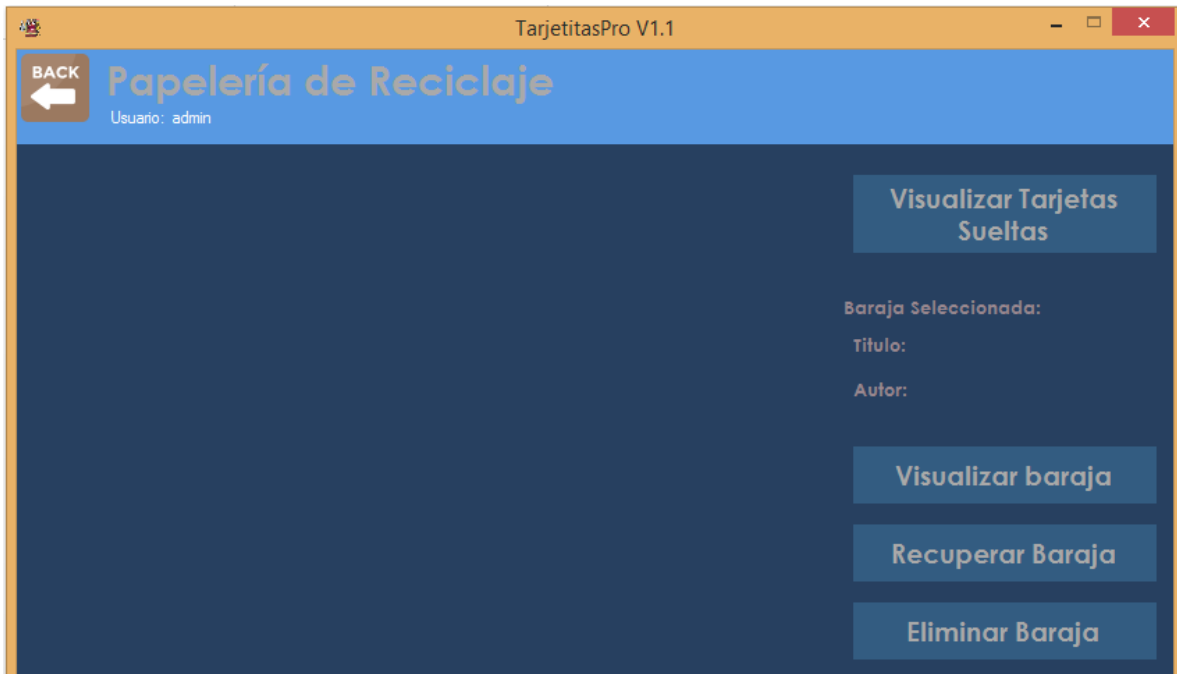 TarjetitasPro V1.1
BACK
Papelería de Reciclaje
Usuario: admin
Visualizar Tarjetas
Sueltas
Baraja Seleccionada:
Titulo:
Autor:
Visualizar baraja
Recuperar Baraja
Eliminar Baraja